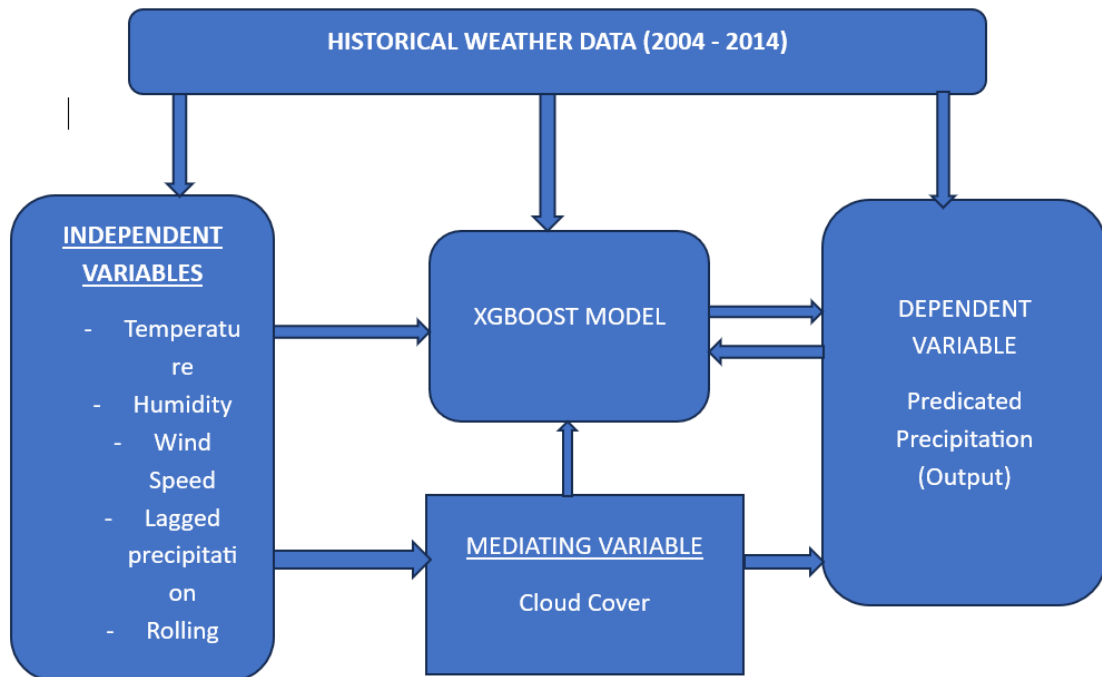 HISTORICAL WEATHER DATA (2004 - 2014)
INDEPENDENT
VARIABLES
- Temperatu
re
- Humidity
- Wind
Speed
- Lagged
precipitati
on
- Rolling
XGBOOST MODEL
MEDIATING VARIABLE
Cloud Cover
DEPENDENT
VARIABLE
Predicated
Precipitation
(Output)